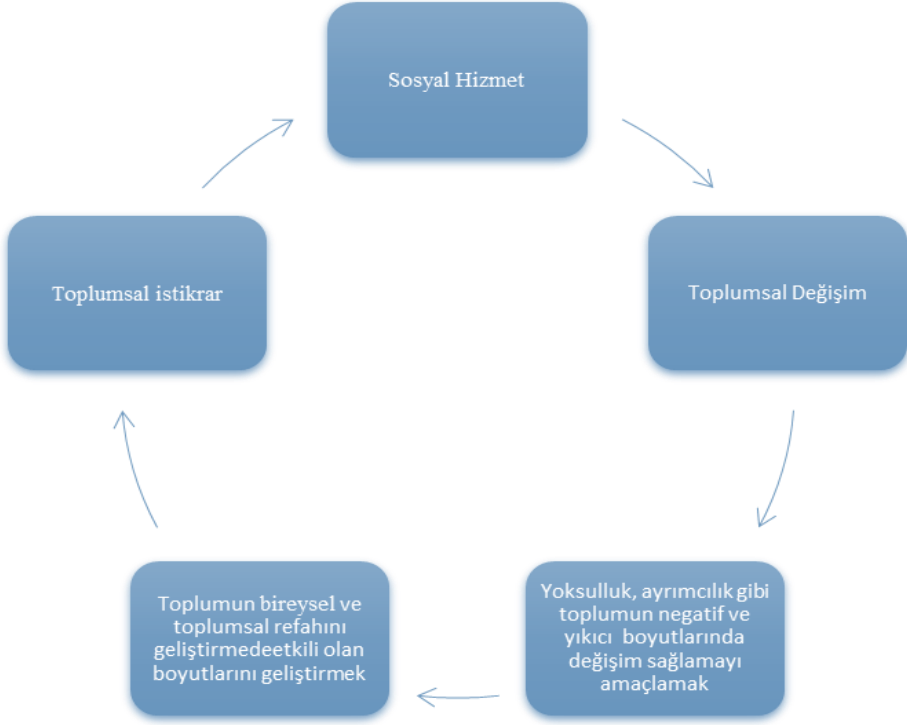 Sosyal Hizmet
Toplumsal Değişim
Yoksulluk, ayrımcılık gibi
toplumun negatif ve
yıkıcı boyutlarında
değişim sağlamayı
amaçlamak
Toplumun bireysel ve
toplumsal refahını
geliştirmedeetkili olan
boyutlarını geliştirmek
Toplumsal istikrar